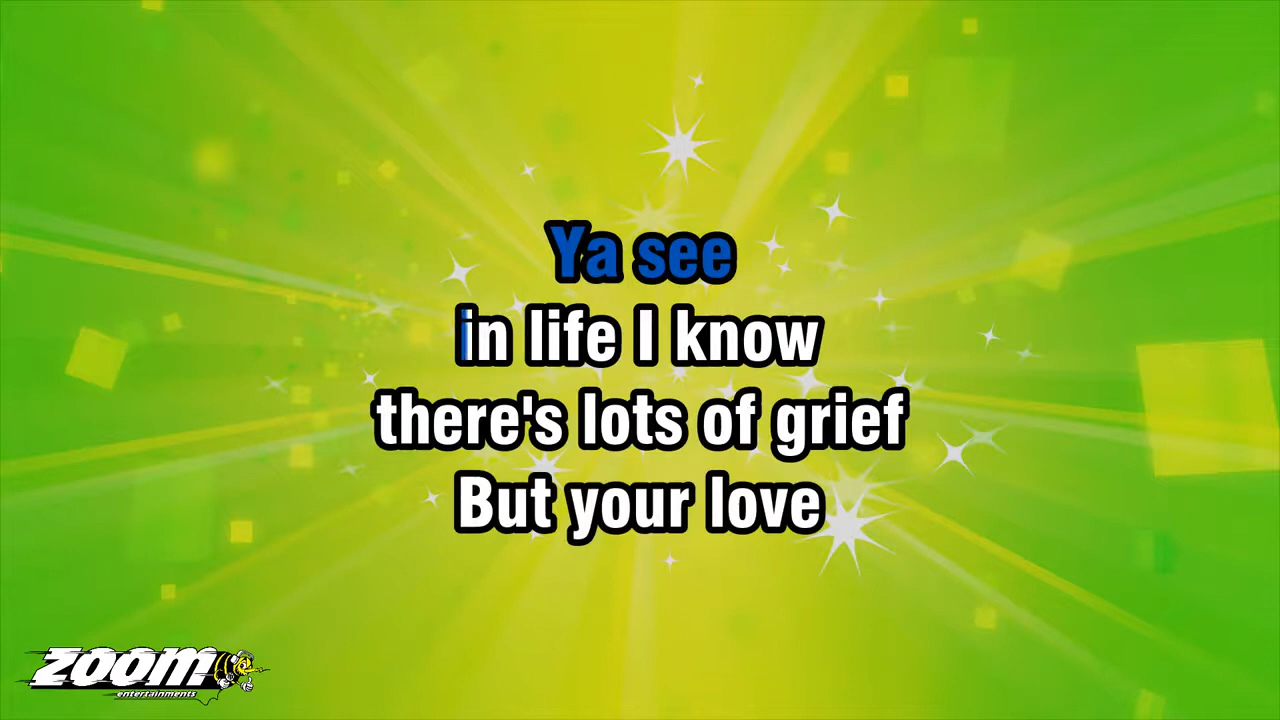 Ya see
in life I know
there's lots of grief
But your love
zoom
entertainments